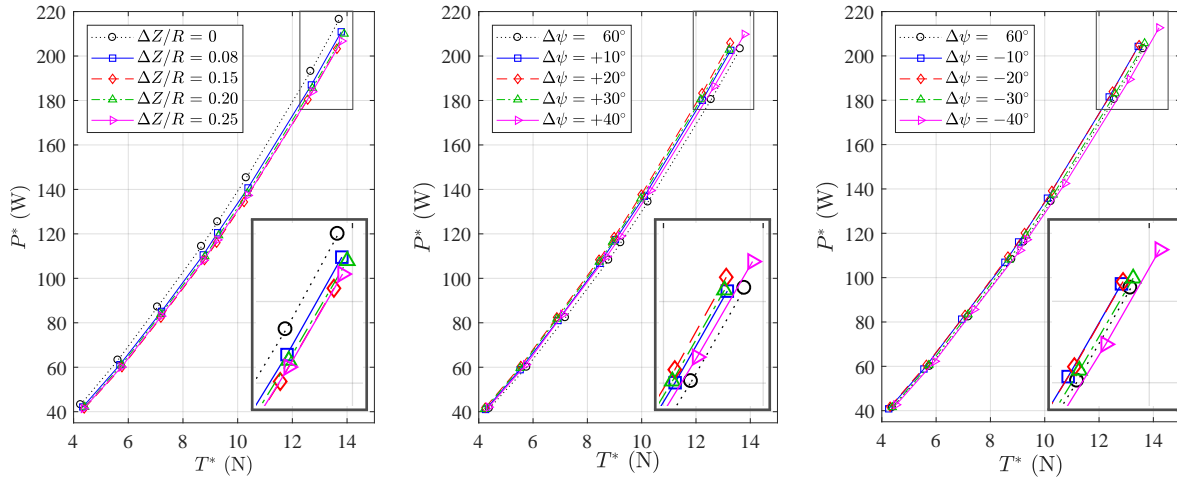 220
200
180
160
140
120
100
80
60
40
P* (W)
4 6 8 10 12 14
T* (N)
ΔZ/R = 0
ΔZ/R = 0.08
ΔZ/R = 0.15
ΔZ/R = 0.20
ΔZ/R = 0.25
220
200
180
160
140
120
100
80
60
40
P* (W)
4 6 8 10 12 14
T* (N)
Δψ = 60°
Δψ = +10°
Δψ = +20°
Δψ = +30°
Δψ = +40°
220
200
180
160
140
120
100
80
60
40
P* (W)
4 6 8 10 12 14
T* (N)
Δψ = 60°
Δψ = −10°
Δψ = −20°
Δψ = −30°
Δψ = −40°